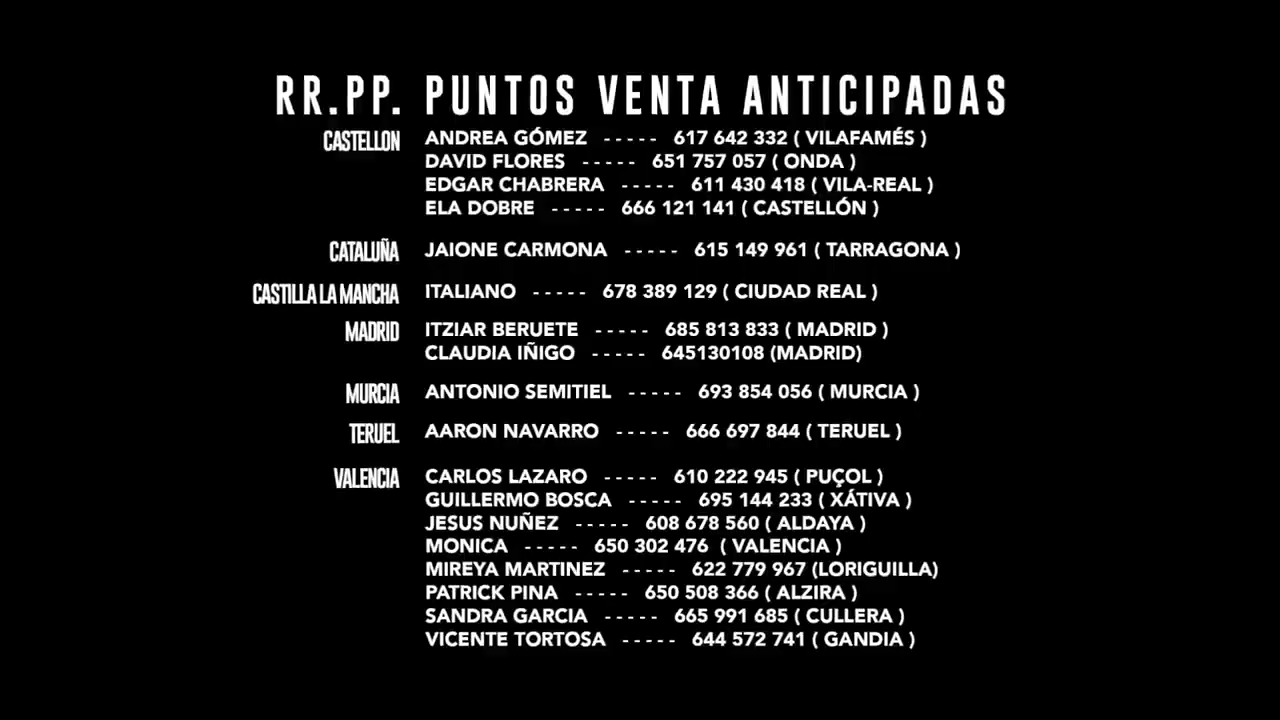 RR.PP. PUNTOS VENTA ANTICIPADAS
CASTELLON ANDREA GÓMEZ ----- 617 642 332 ( VILAFAMÉS )
DAVID FLORES ----- 651 757 057 ( ONDA )
EDGAR CHABRERA ----- 611 430 418 ( VILA-REAL )
ELA DOBRE ----- 666 121 141 ( CASTELLÓN )
CATALUÑA JAIONE CARMONA ----- 615 149 961 ( TARRAGONA )
CASTILLA LA MANCHA ITALIANO ----- 678 389 129 ( CIUDAD REAL )
MADRID ITZIAR BERUETE ----- 685 813 833 ( MADRID )
CLAUDIA IÑIGO ----- 645130108 (MADRID)
MURCIA ANTONIO SEMITIEL ----- 693 854 056 ( MURCIA )
TERUEL AARON NAVARRO ----- 666 697 844 ( TERUEL )
VALENCIA CARLOS LAZARO ----- 610 222 945 ( PUÇOL )
GUILLERMO BOSCA ----- 695 144 233 ( XÁTIVA )
JESUS NUÑEZ ----- 608 678 560 ( ALDAYA )
MONICA ----- 650 302 476 ( VALENCIA )
MIREYA MARTINEZ ----- 622 779 967 (LORIGUILLA)
PATRICK PINA ----- 650 508 366 ( ALZIRA )
SANDRA GARCIA ----- 665 991 685 ( CULLERA )
VICENTE TORTOSA ----- 644 572 741 ( GANDIA )